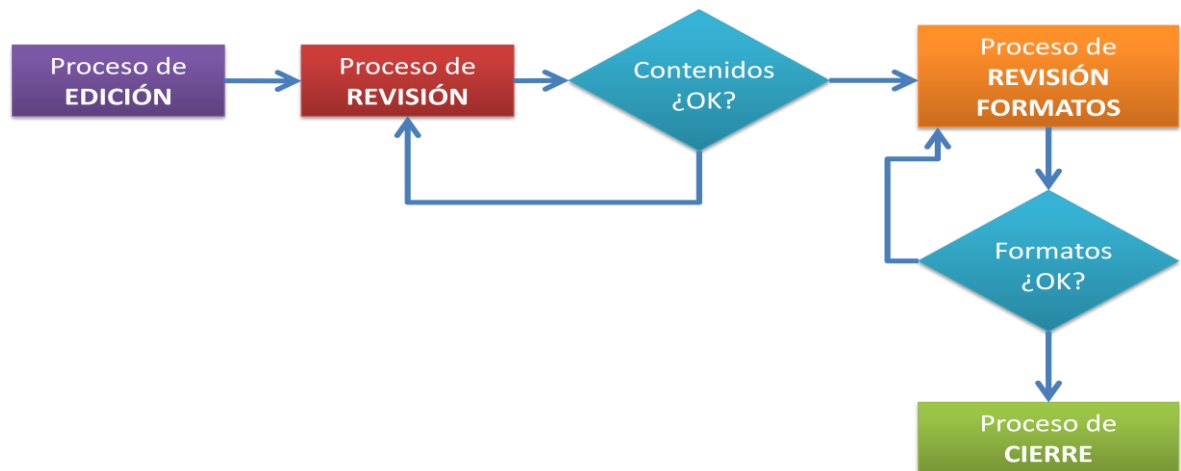 Proceso de
EDICIÓN
Proceso de
REVISIÓN
Contenidos
¿OK?
Proceso de
REVISIÓN
FORMATOS
Formatos
¿OK?
Proceso de
CIERRE